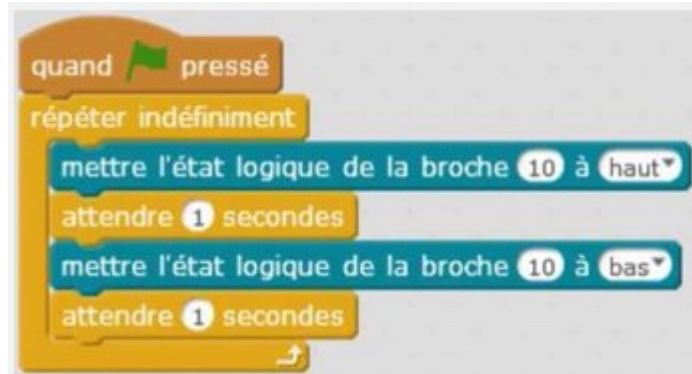 quand pressé
répéter indéfiniment
mettre l'état logique de la broche 10 à haut
attendre 1 secondes
mettre l'état logique de la broche 10 à bas
attendre 1 secondes